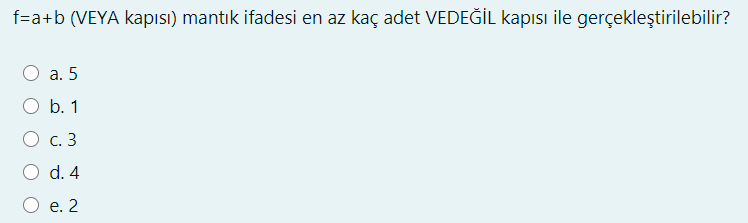 f=a+b (VEYA kapısı) mantık ifadesi en az kaç adet VEDEĞİL kapısı ile gerçekleştirilebilir?
a. 5
b. 1
c. 3
d. 4
e. 2